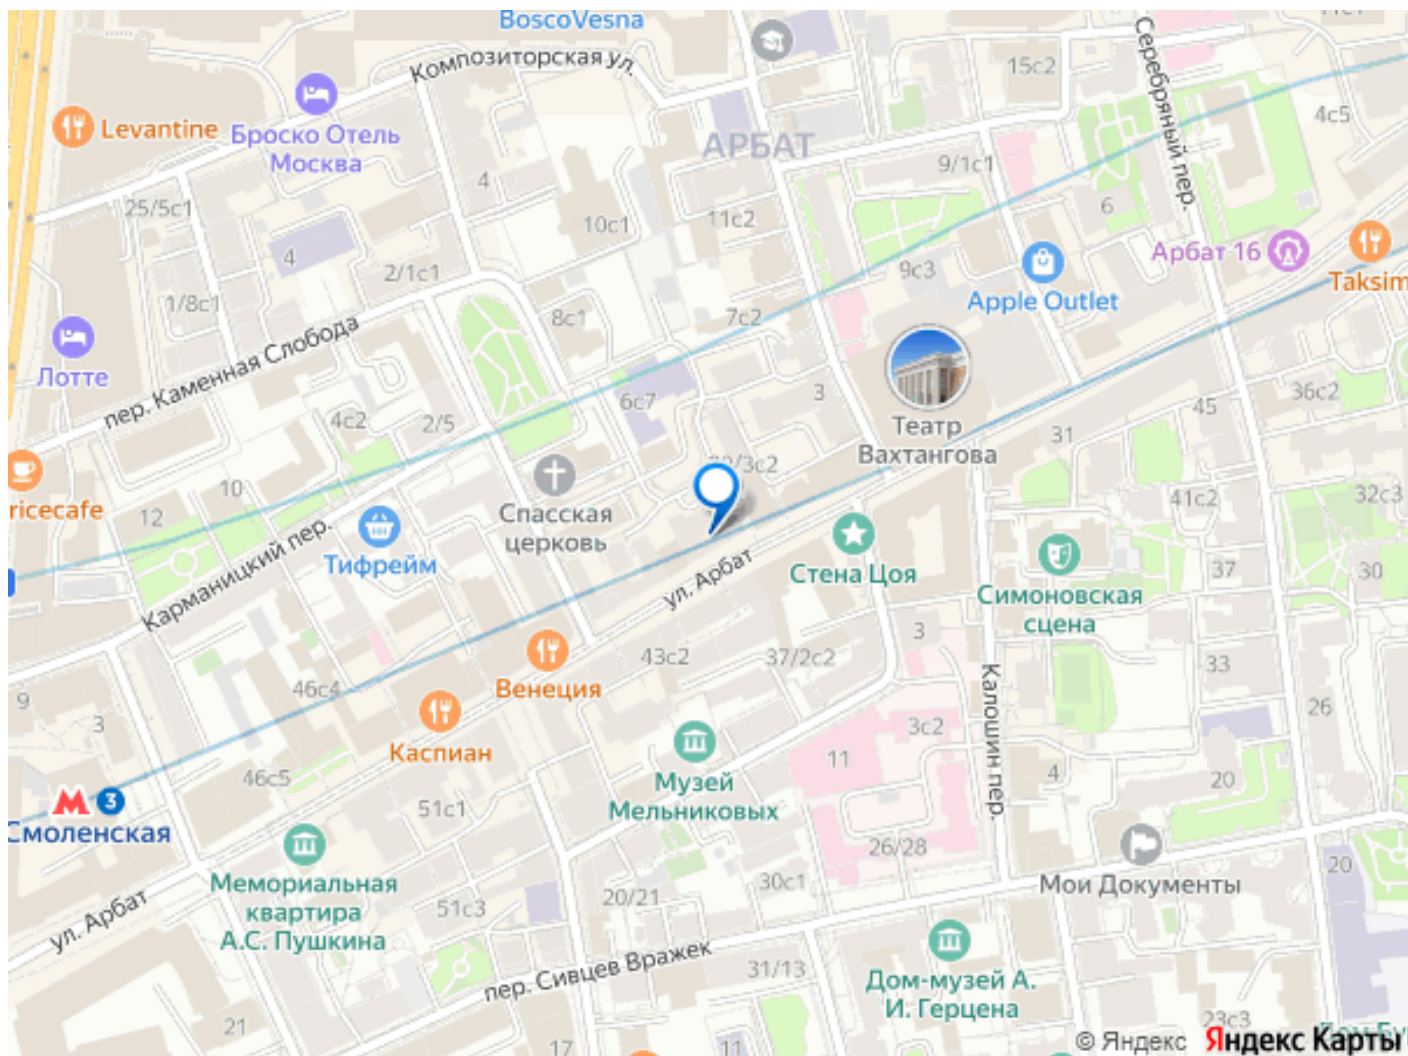 BoscoVesna
Композиторская ул.
11с1
15с2
Серебряный пер.
Levantine
Броско Отель
Москва
АРБАТ
4с5
9/1с1
4
25/5с1
10с1
11с2
6
4
2/1с1
Арбат 16
9с3
Taksim
Apple Outlet
1/8с1
8с1
7с2
Лотте
пер. Каменная Слобода
6с7
3
36с2
4с2
2/5
45
Театр
Вахтангова
31
ricecafe
10
12
Спасская
церковь
41с2
32с3
Тифрейм
Карманицкий пер.
ул. Арбат
Стена Цоя
37
30
Симоновская
сцена
3
43с2
37/2с2
33
Венеция
46с4
9
3
Калошин пер.
26
Каспиан
3с2
11
Музей
Мельниковых
46с5
4
20
3
Смоленская
51с1
26/28
Мемориальная
квартира
А.С. Пушкина
30с1
Мои Документы
20
20/21
51с3
ул. Арбат
пер. Сивцев Вражек
31/13
Дом-музей А.
И. Герцена
21
23с3
17
11
© Яндекс Яндекс Карты